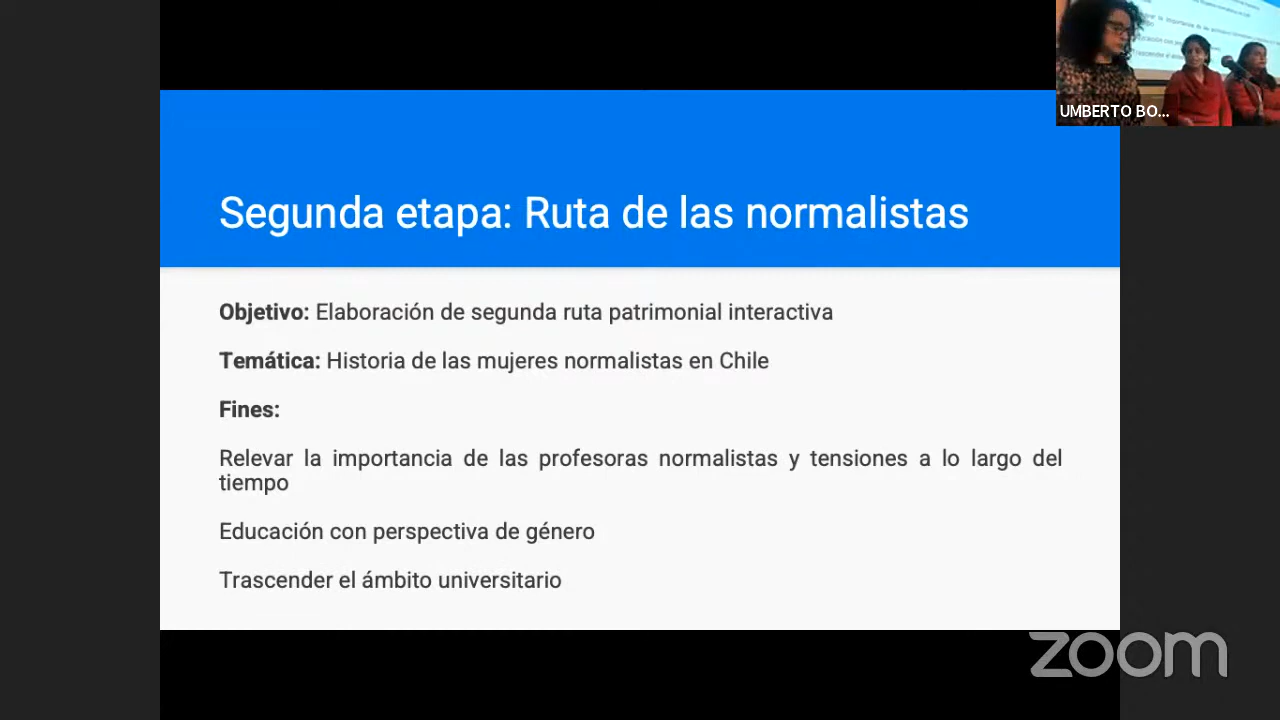 UMBERTO BO...
Segunda etapa: Ruta de las normalistas
Objetivo: Elaboración de segunda ruta patrimonial interactiva
Temática: Historia de las mujeres normalistas en Chile
Fines:
Relevar la importancia de las profesoras normalistas y tensiones a lo largo del
tiempo
Educación con perspectiva de género
Trascender el ámbito universitario
zoom